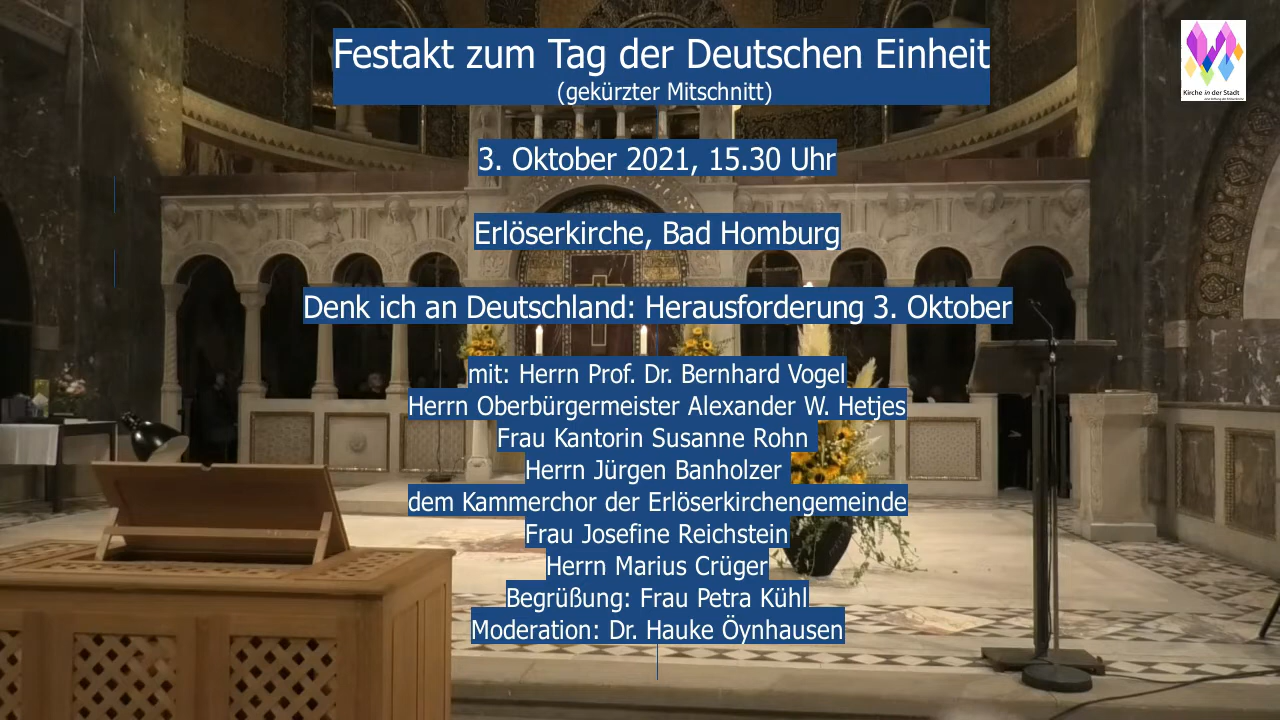 Festakt zum Tag der Deutschen Einheit
(gekürzter Mitschnitt)
Kirche in der Stadt
3. Oktober 2021, 15.30 Uhr
Erlöserkirche, Bad Homburg
Denk ich an Deutschland: Herausforderung 3. Oktober
mit: Herrn Prof. Dr. Bernhard Vogel
Herrn Oberbürgermeister Alexander W. Hetjes
Frau Kantorin Susanne Rohn
Herrn Jürgen Banholzer
dem Kammerchor der Erlöserkirchengemeinde
Frau Josefine Reichstein
Herrn Marius Crüger
Begrüßung: Frau Petra Kühl
Moderation: Dr. Hauke Öynhausen